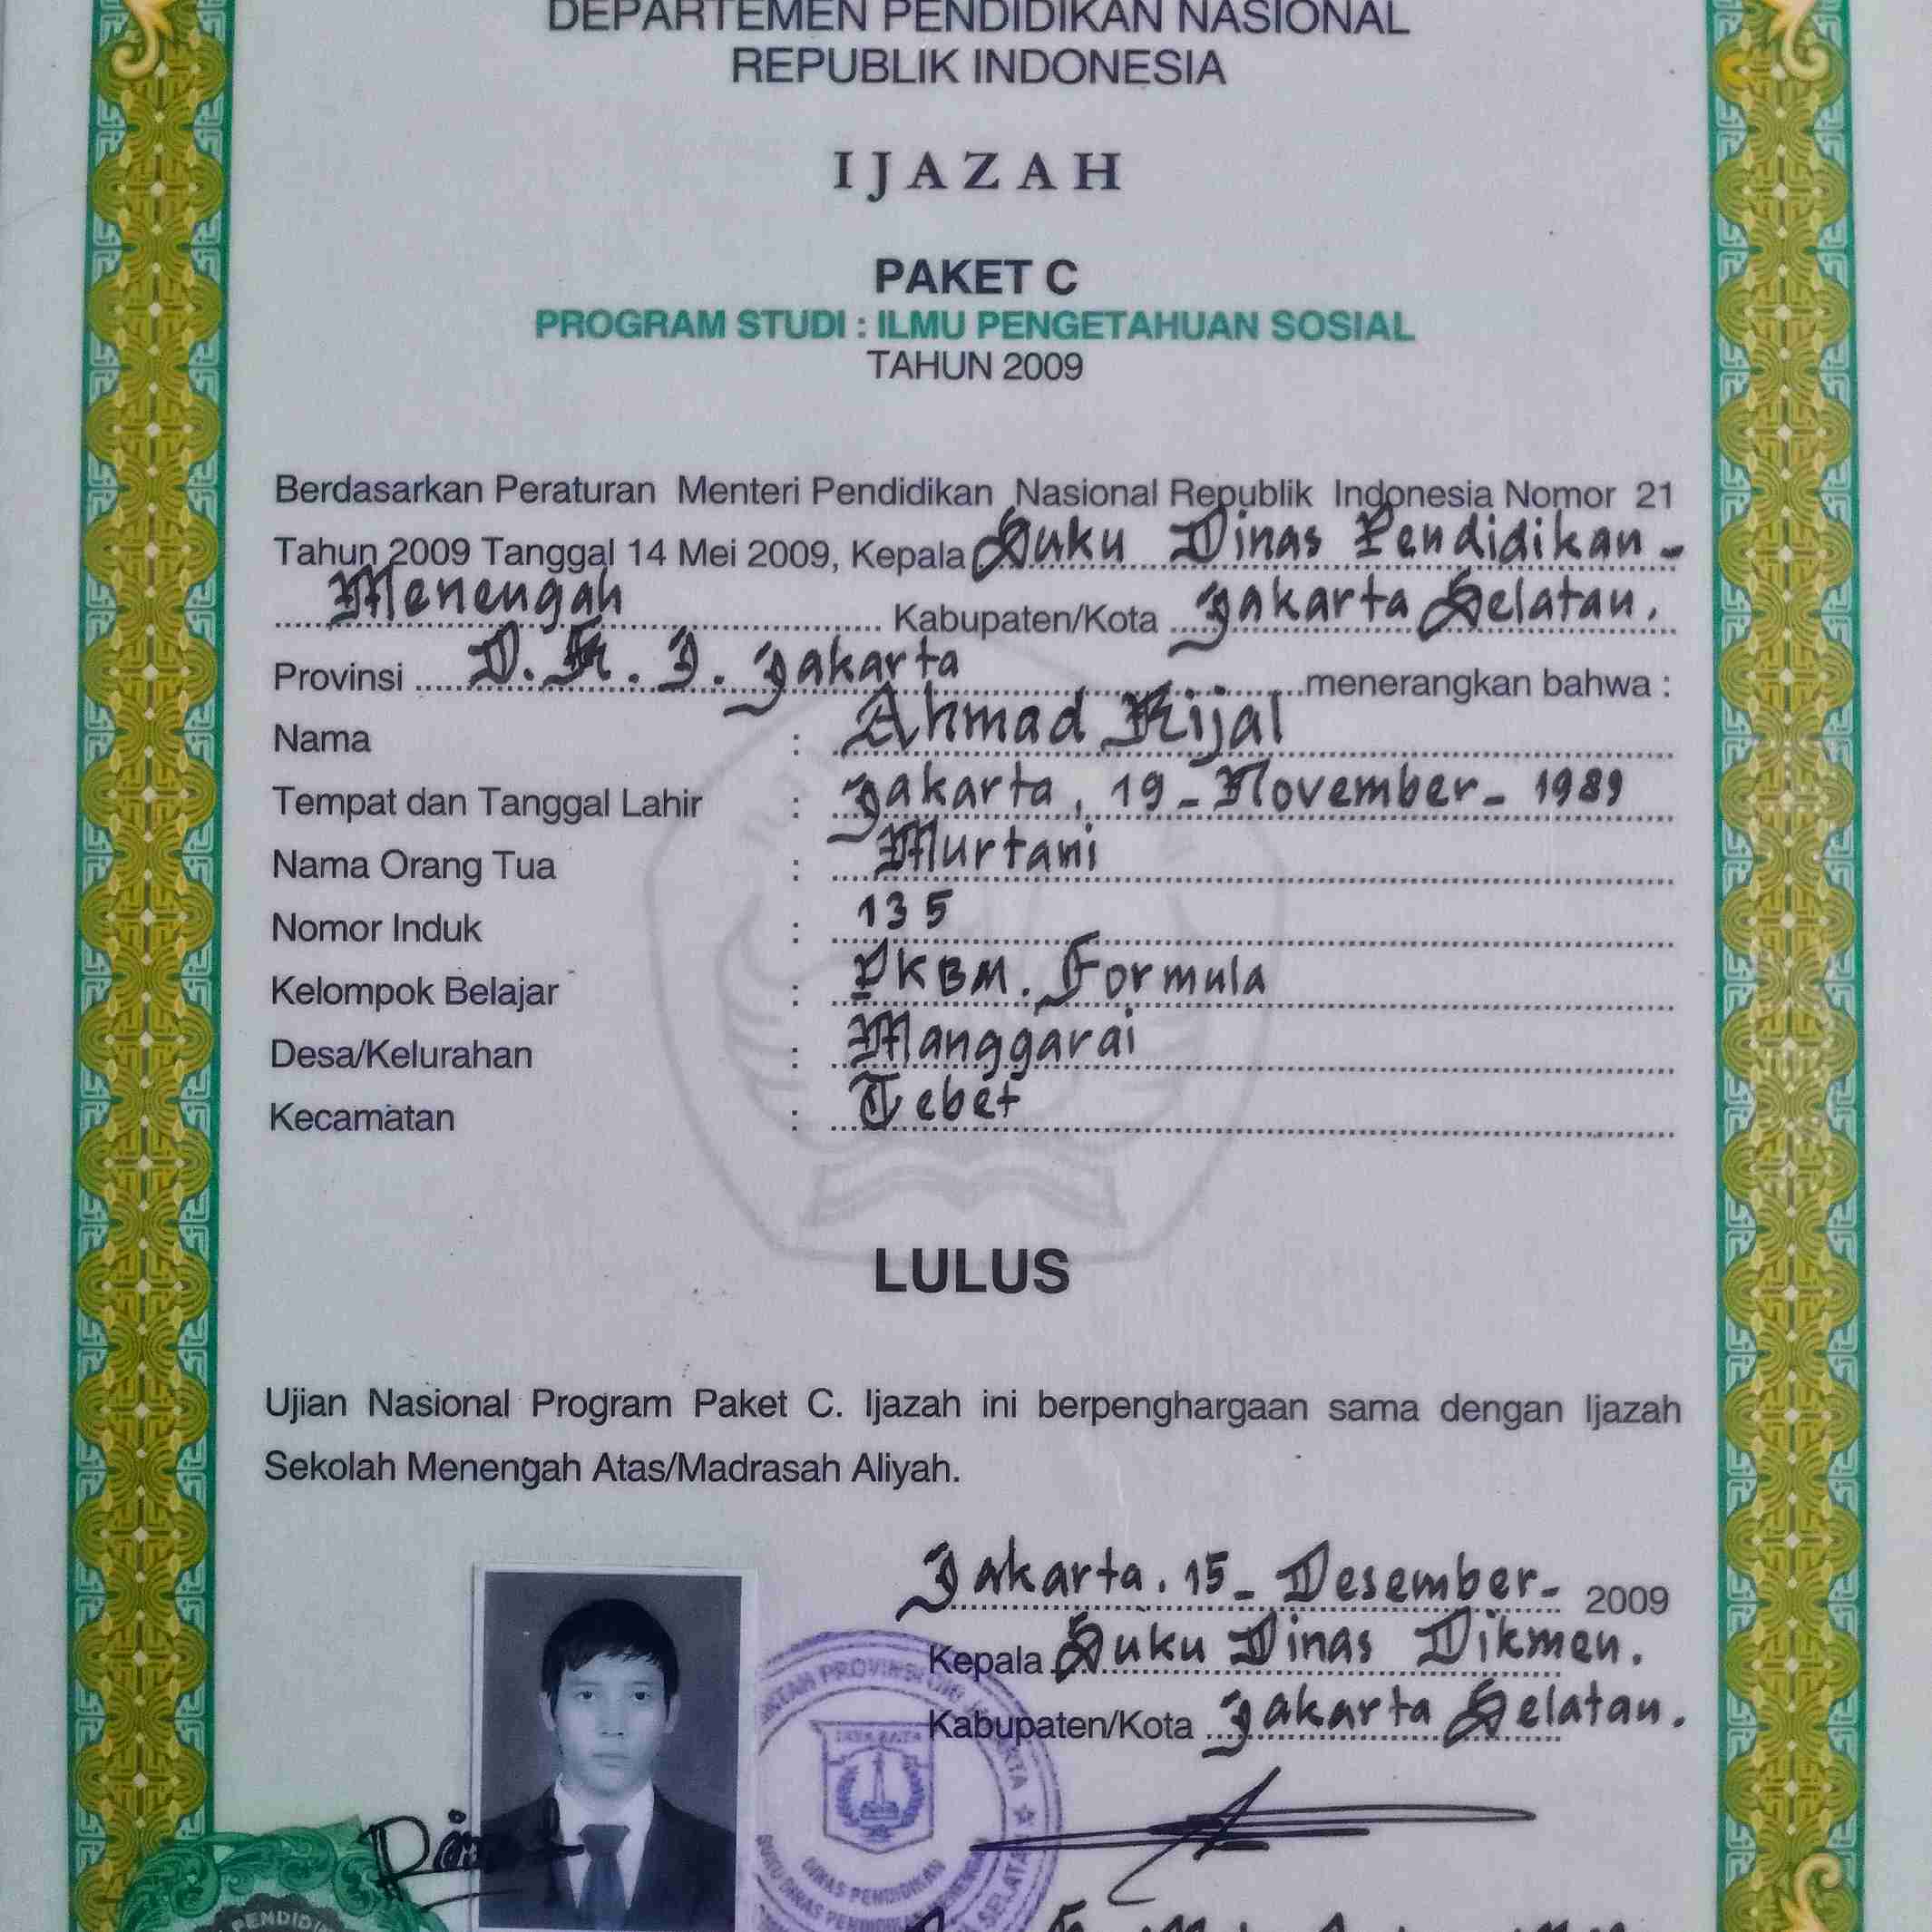 DEPARTEMEN PENDIDIKAN NASIONAL
REPUBLIK INDONESIA
IJAZAH
PAKET C
PROGRAM STUDI : ILMU PENGETAHUAN SOSIAL
TAHUN 2009
Berdasarkan Peraturan Menteri Pendidikan Nasional Republik Indonesia Nomor 21
Tahun 2009 Tanggal 14 Mei 2009, Kepala Suku Dinas Pendidikan -
Menengah Kabupaten/Kota Jakarta Selatan.
Provinsi D.K.I. Jakarta menerangkan bahwa :
Nama : Ahmad Rijal
Tempat dan Tanggal Lahir : Jakarta, 19 - November - 1989
Nama Orang Tua : Murtani
Nomor Induk : 135
Kelompok Belajar : PKBM. Formula
Desa/Kelurahan : Manggarai
Kecamatan : Tebet
LULUS
Ujian Nasional Program Paket C. Ijazah ini berpenghargaan sama dengan Ijazah
Sekolah Menengah Atas/Madrasah Aliyah.
Jakarta. 15 - Desember - 2009
Kepala Suku Dinas Dikmen.
Kabupaten/Kota Jakarta Selatan.
JAYA RAYA
DINAS PENDIDIKAN